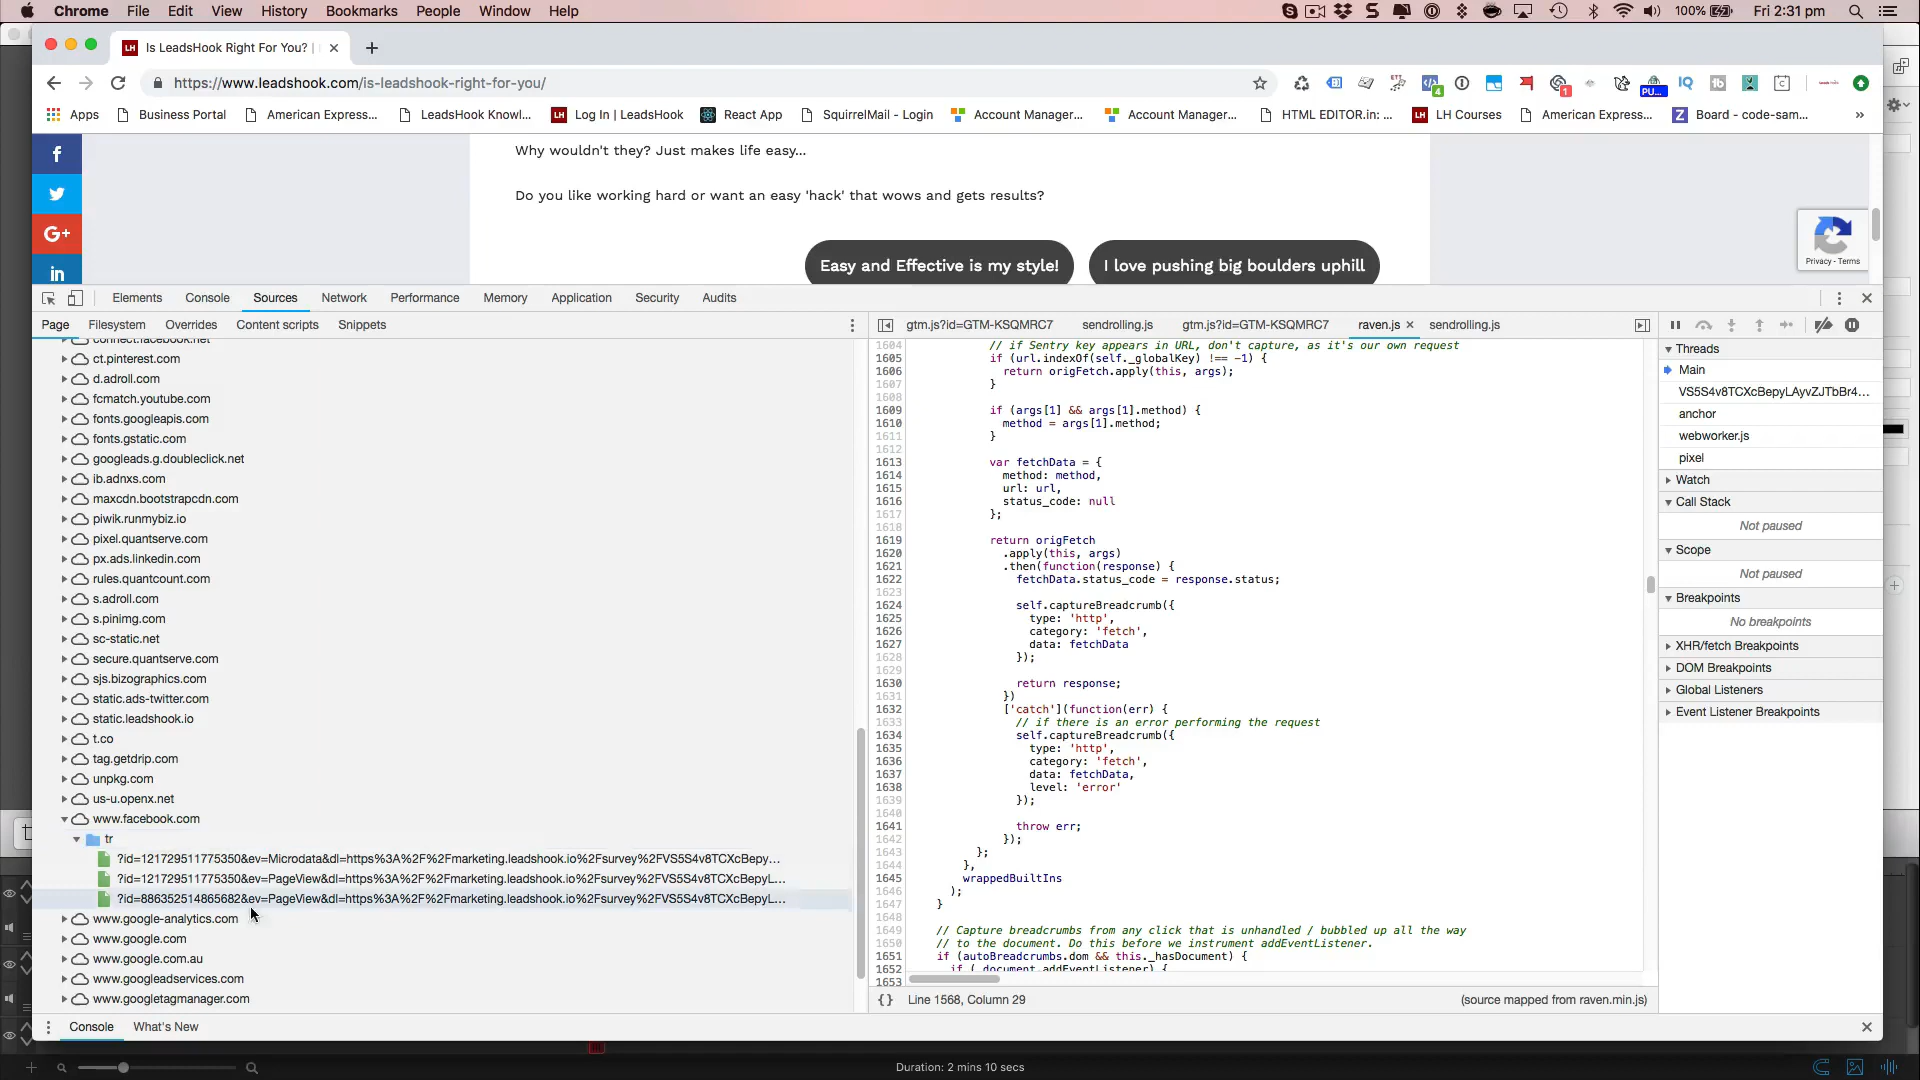 Chrome File Edit View History Bookmarks People Window Help 100% Fri 2:31 pm
LH Is LeadsHook Right For You? |
https://www.leadshook.com/is-leadshook-right-for-you/
Apps Business Portal American Express... LeadsHook Knowl... LH Log In | LeadsHook React App SquirrelMail - Login Account Manager... Account Manager... HTML EDITOR.in: ... LH LH Courses American Express... Z Board - code-sam... »
Why wouldn't they? Just makes life easy...
Do you like working hard or want an easy 'hack' that wows and gets results?
Easy and Effective is my style! I love pushing big boulders uphill
Privacy - Terms
Elements Console Sources Network Performance Memory Application Security Audits
Page Filesystem Overrides Content scripts Snippets
connect.facebook.net
ct.pinterest.com
d.adroll.com
fcmatch.youtube.com
fonts.googleapis.com
fonts.gstatic.com
googleads.g.doubleclick.net
ib.adnxs.com
maxcdn.bootstrapcdn.com
piwik.runmybiz.io
pixel.quantserve.com
px.ads.linkedin.com
rules.quantcount.com
s.adroll.com
s.pinimg.com
sc-static.net
secure.quantserve.com
sjs.bizographics.com
static.ads-twitter.com
static.leadshook.io
t.co
tag.getdrip.com
unpkg.com
us-u.openx.net
www.facebook.com
tr
?id=121729511775350&ev=Microdata&dl=https%3A%2F%2Fmarketing.leadshook.io%2Fsurvey%2FVS5S4v8TCXcBepy...
?id=121729511775350&ev=PageView&dl=https%3A%2F%2Fmarketing.leadshook.io%2Fsurvey%2FVS5S4v8TCXcBepyL...
?id=886352514865682&ev=PageView&dl=https%3A%2F%2Fmarketing.leadshook.io%2Fsurvey%2FVS5S4v8TCXcBepyL...
www.google-analytics.com
www.google.com
www.google.com.au
www.googleadservices.com
www.googletagmanager.com
gtm.js?id=GTM-KSQMRC7 sendrolling.js gtm.js?id=GTM-KSQMRC7 raven.js × sendrolling.js
1604 // if Sentry key appears in URL, don't capture, as it's our own request
1605 if (url.indexOf(self._globalKey) !== -1) {
1606 return origFetch.apply(this, args);
1607 }
1608
1609 if (args[1] && args[1].method) {
1610 method = args[1].method;
1611 }
1612
1613 var fetchData = {
1614 method: method,
1615 url: url,
1616 status_code: null
1617 };
1618
1619 return origFetch
1620 .apply(this, args)
1621 .then(function(response) {
1622 fetchData.status_code = response.status;
1623
1624 self.captureBreadcrumb({
1625 type: 'http',
1626 category: 'fetch',
1627 data: fetchData
1628 });
1629
1630 return response;
1631 })
1632 ['catch'](function(err) {
1633 // if there is an error performing the request
1634 self.captureBreadcrumb({
1635 type: 'http',
1636 category: 'fetch',
1637 data: fetchData,
1638 level: 'error'
1639 });
1640
1641 throw err;
1642 });
1643 };
1644 },
1645 wrappedBuiltIns
1646 );
1647 }
1648
1649 // Capture breadcrumbs from any click that is unhandled / bubbled up all the way
1650 // to the document. Do this before we instrument addEventListener.
1651 if (autoBreadcrumbs.dom && this._hasDocument) {
1652 if (_document.addEventListener) {
1653
{} Line 1568, Column 29 (source mapped from raven.min.js)
Threads
Main
VS5S4v8TCXcBepyLAyvZJTbBr4...
anchor
webworker.js
pixel
Watch
Call Stack
Not paused
Scope
Not paused
Breakpoints
No breakpoints
XHR/fetch Breakpoints
DOM Breakpoints
Global Listeners
Event Listener Breakpoints
Console What's New
Duration: 2 mins 10 secs